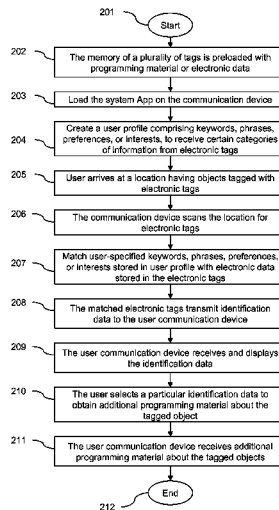 201
Start
202
The memory of a plurality of tags is preloaded with
programming material or electronic data
203
Load the system App on the communication device
204
Create a user profile comprising keywords, phrases,
preferences, or interests, to receive certain categories
of information from electronic tags
205
User arrives at a location having objects tagged with
electronic tags
206
The communication device scans the location for
electronic tags
207
Match user-specified keywords, phrases, preferences,
or interests stored in user profile with electronic data
stored in the electronic tags
208
The matched electronic tags transmit identification
data to the user communication device
209
The user communication device receives and displays
the identification data
210
The user selects a particular identification data to
obtain additional programming material about the
tagged object
211
The user communication device receives additional
programming material about the tagged objects
End
212